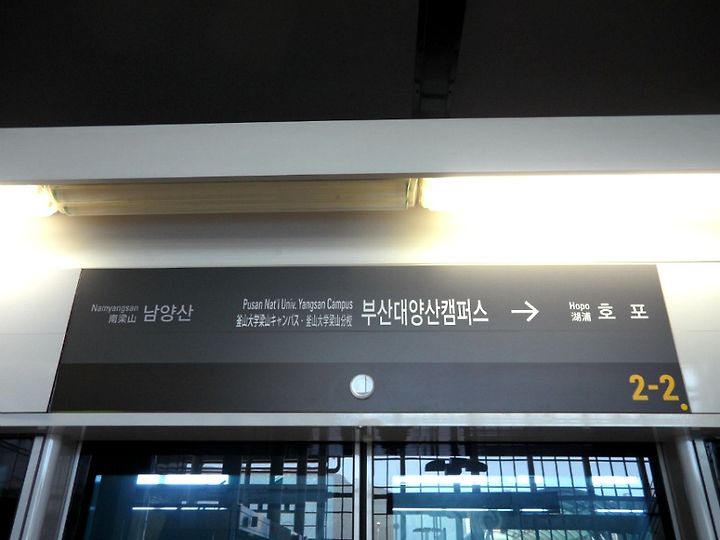 Namyangsan
南梁山
남양산
Pusan Nat'l Univ. Yangsan Campus
釜山大学梁山キャンパス · 釜山大学梁山分校
부산대양산캠퍼스
→
Hopo
湖浦
호포
2-2